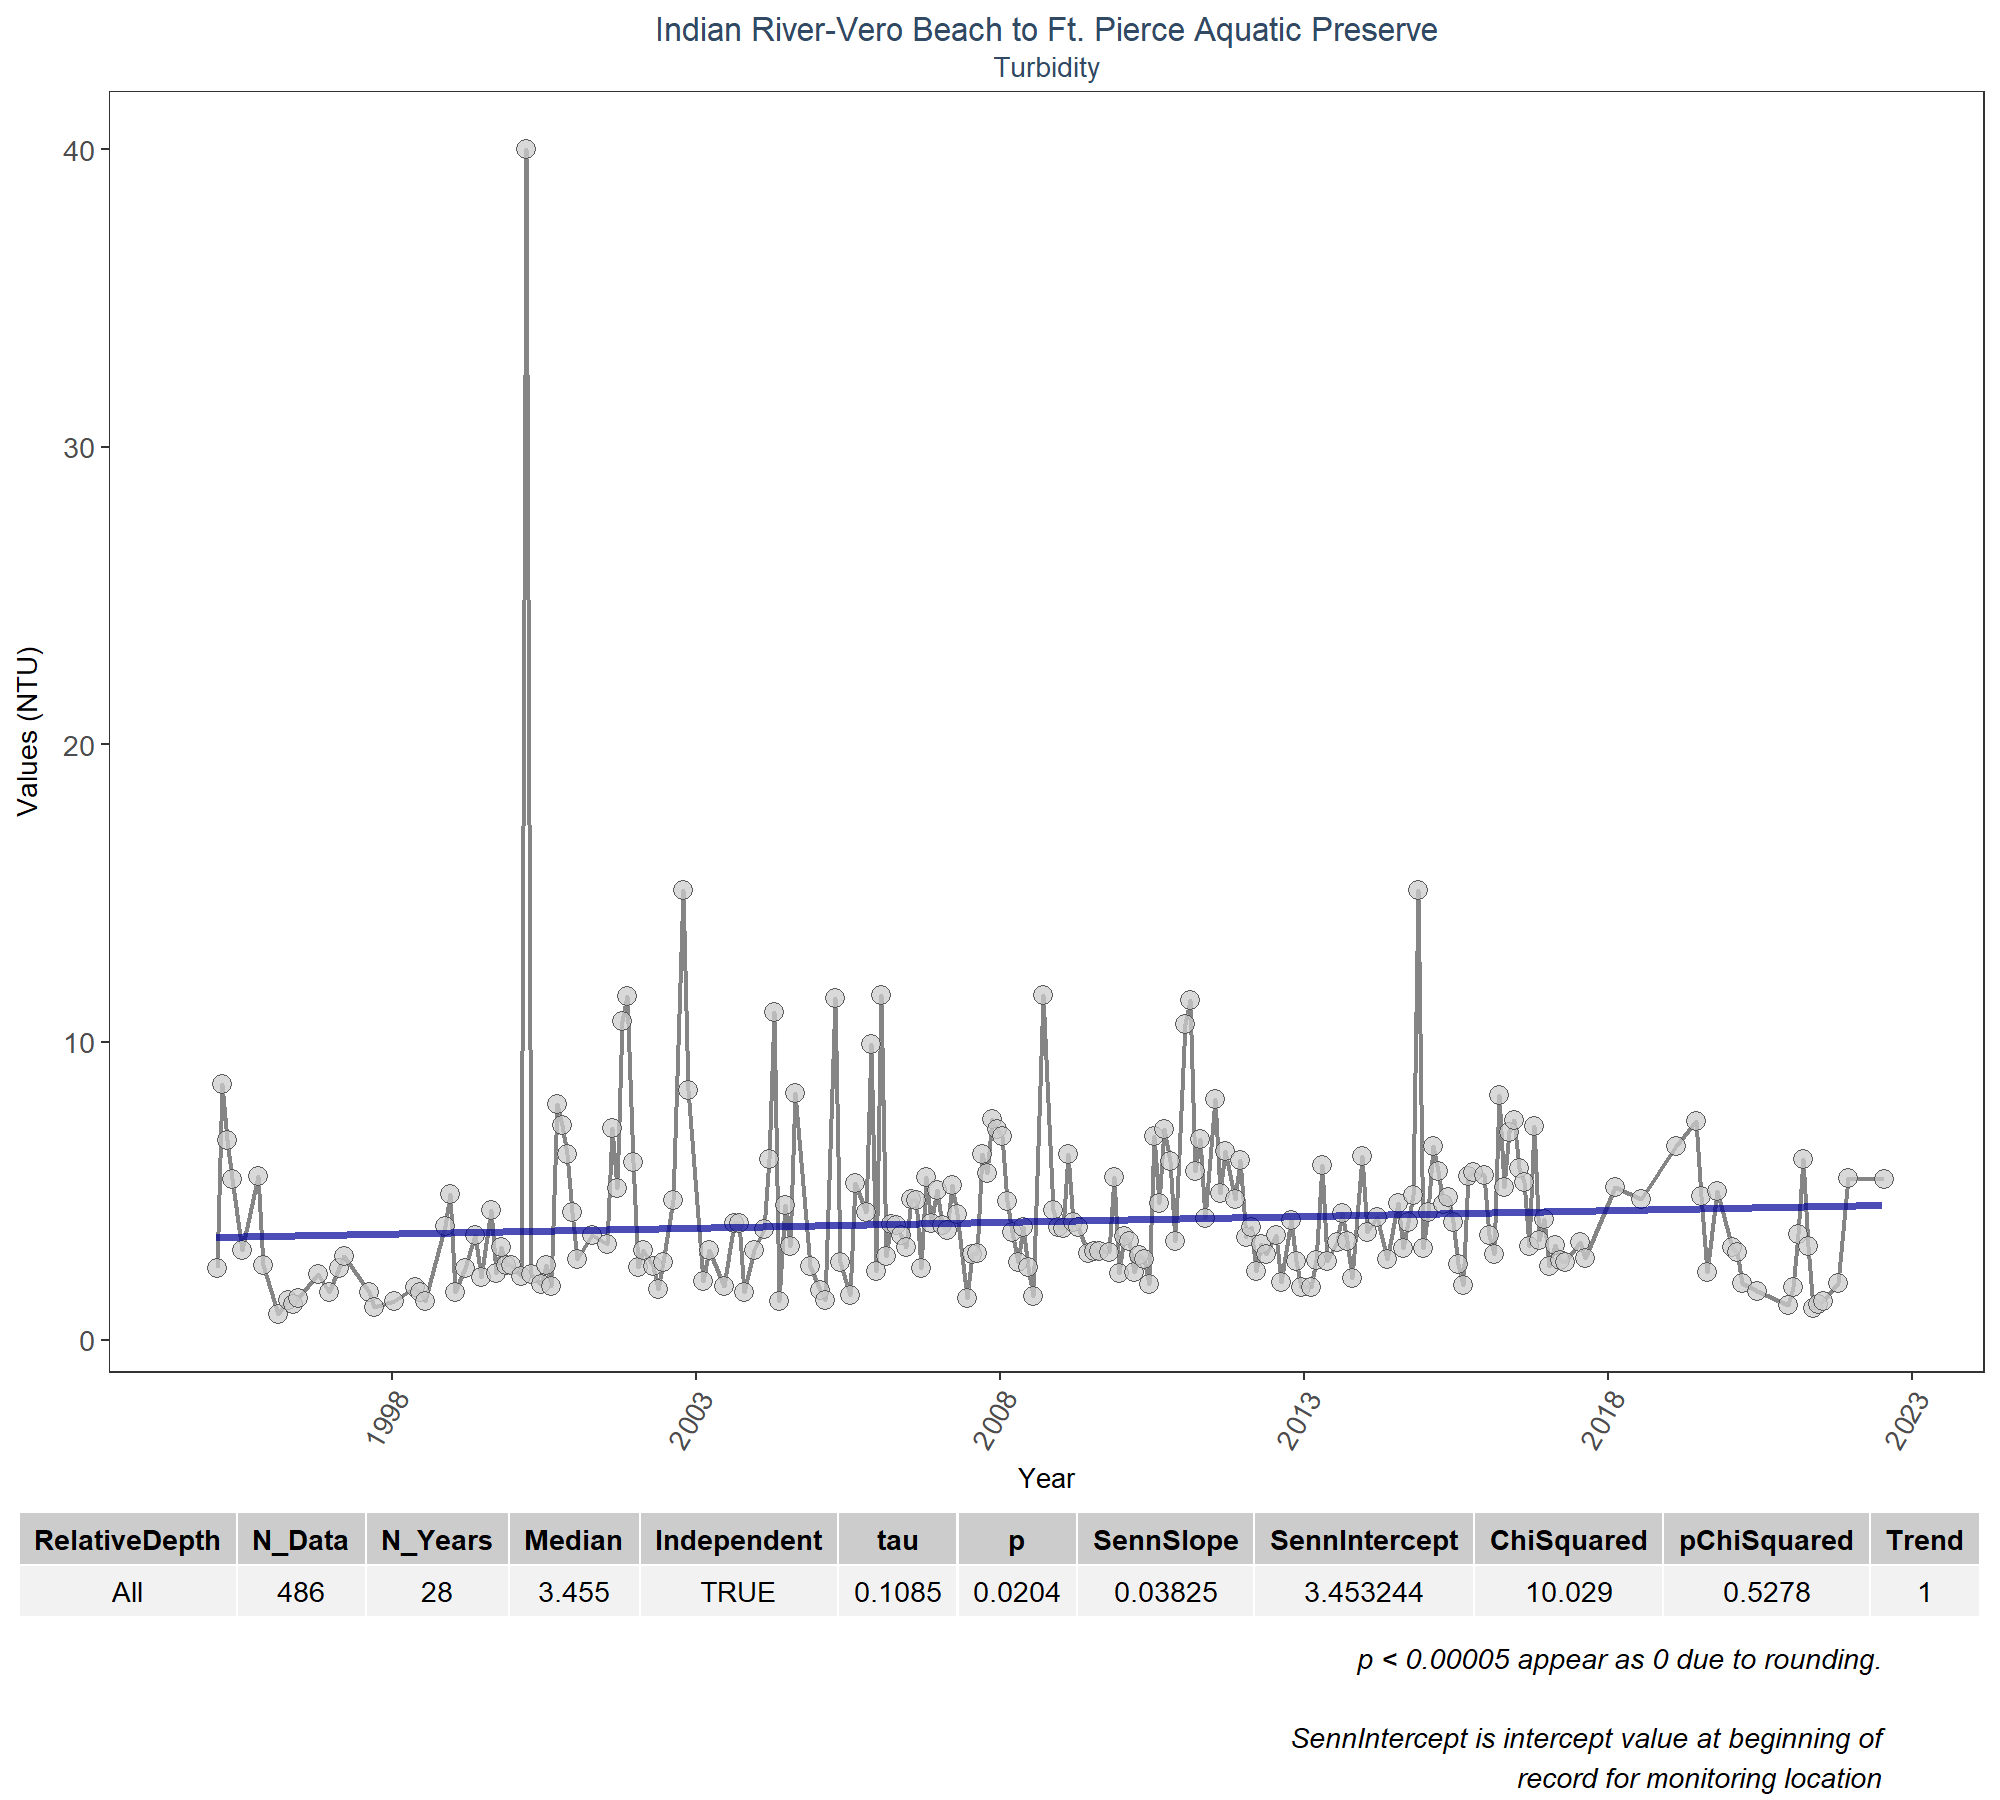 Indian River-Vero Beach to Ft. Pierce Aquatic Preserve
Turbidity
Values (NTU)
40
30
20
10
0
1998 2003 2008 2013 2018 2023
Year
RelativeDepth N_Data N_Years Median Independent tau p SennSlope SennIntercept ChiSquared pChiSquared Trend
All 486 28 3.455 TRUE 0.1085 0.0204 0.03825 3.453244 10.029 0.5278 1
p < 0.00005 appear as 0 due to rounding.
SennIntercept is intercept value at beginning of
record for monitoring location